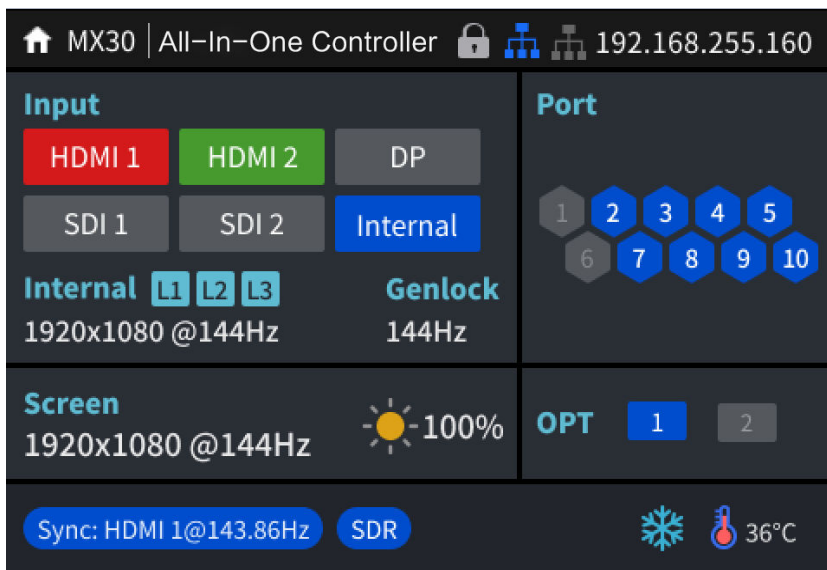 MX30 | All-In-One Controller 192.168.255.160
Input
HDMI 1 HDMI 2 DP
SDI 1 SDI 2 Internal
Internal L1 L2 L3 Genlock
1920x1080 @144Hz 144Hz
Port
1 2 3 4 5
6 7 8 9 10
Screen
1920x1080 @144Hz 100%
OPT 1 2
Sync: HDMI 1@143.86Hz SDR 36°C